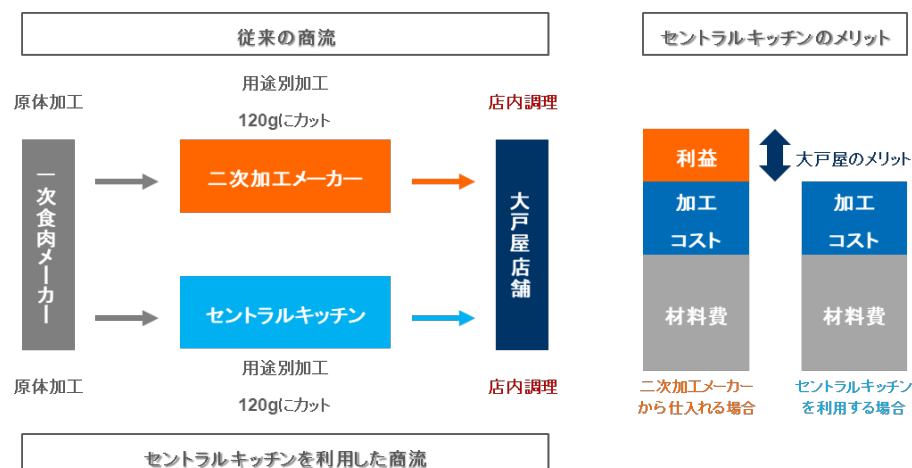 従来の商流
セントラルキッチンのメリット
用途別加工
原体加工
店内調理
120gにカット
一次食肉メーカー
二次加工メーカー
大戸屋店舗
セントラルキッチン
用途別加工
原体加工
店内調理
120gにカット
セントラルキッチンを利用した商流
利益
大戸屋のメリット
加工
コスト
材料費
加工
コスト
材料費
二次加工メーカー
から仕入れる場合
セントラルキッチン
を利用する場合